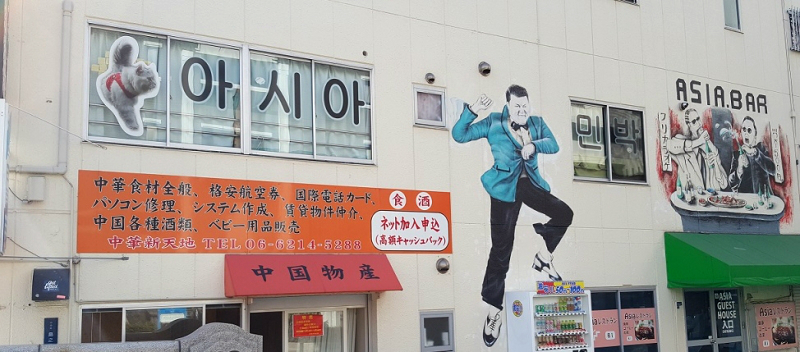 아시아
中華食材全般、格安航空券、国際電話カード、
パソコン修理、システム作成、賃貸物件仲介、
中国各種酒類、ベビー用品販売
中華新天地 TEL 06-6214-5288
食酒
ネット加入申込
(高額キャッシュバック)
中国物産
민박
ASIA.BAR
ASIA
GUEST
HOUSE
入口
Asia
Asia